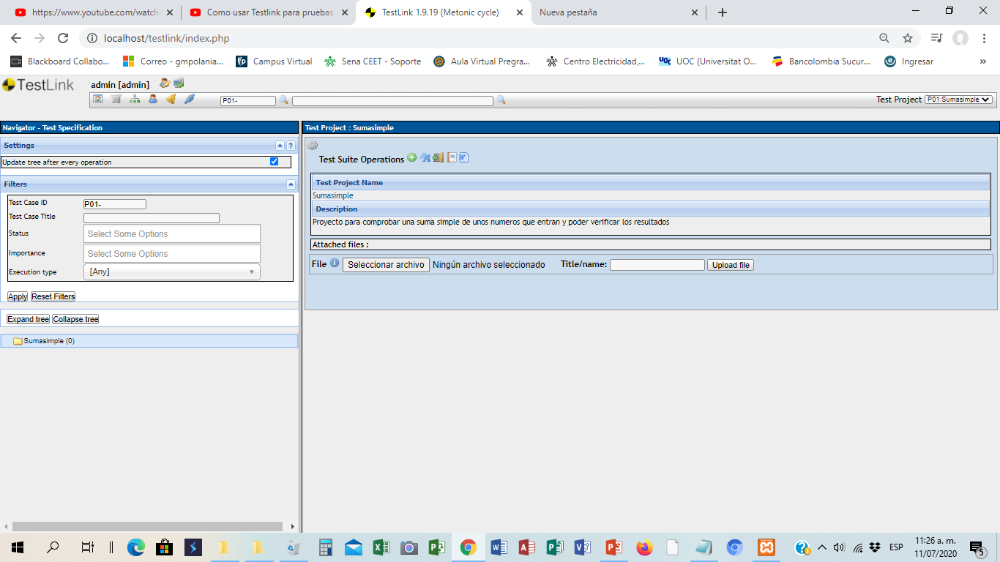 https://www.youtube.com/watch
Como usar Testlink para pruebas
TestLink 1.9.19 (Metonic cycle)
Nueva pestaña
localhost/testlink/index.php
Blackboard Collabo...
Correo - gmpolania...
Campus Virtual
Sena CEET - Soporte
Aula Virtual Pregra...
Centro Electricidad,...
UOC (Universitat O...
Bancolombia Sucur...
Ingresar
»
TestLink
admin [admin]
P01-
Test Project P01:Sumasimple
Navigator - Test Specification
Settings
Update tree after every operation
Filters
Test Case ID P01-
Test Case Title
Status Select Some Options
Importance Select Some Options
Execution type [Any]
Apply Reset Filters
Expand tree Collapse tree
Sumasimple (0)
Test Project : Sumasimple
Test Suite Operations
Test Project Name
Sumasimple
Description
Proyecto para comprobar una suma simple de unos numeros que entran y poder verificar los resultados
Attached files :
File Seleccionar archivo Ningún archivo seleccionado Title/name: Upload file
ESP
11:26 a. m.
11/07/2020
5